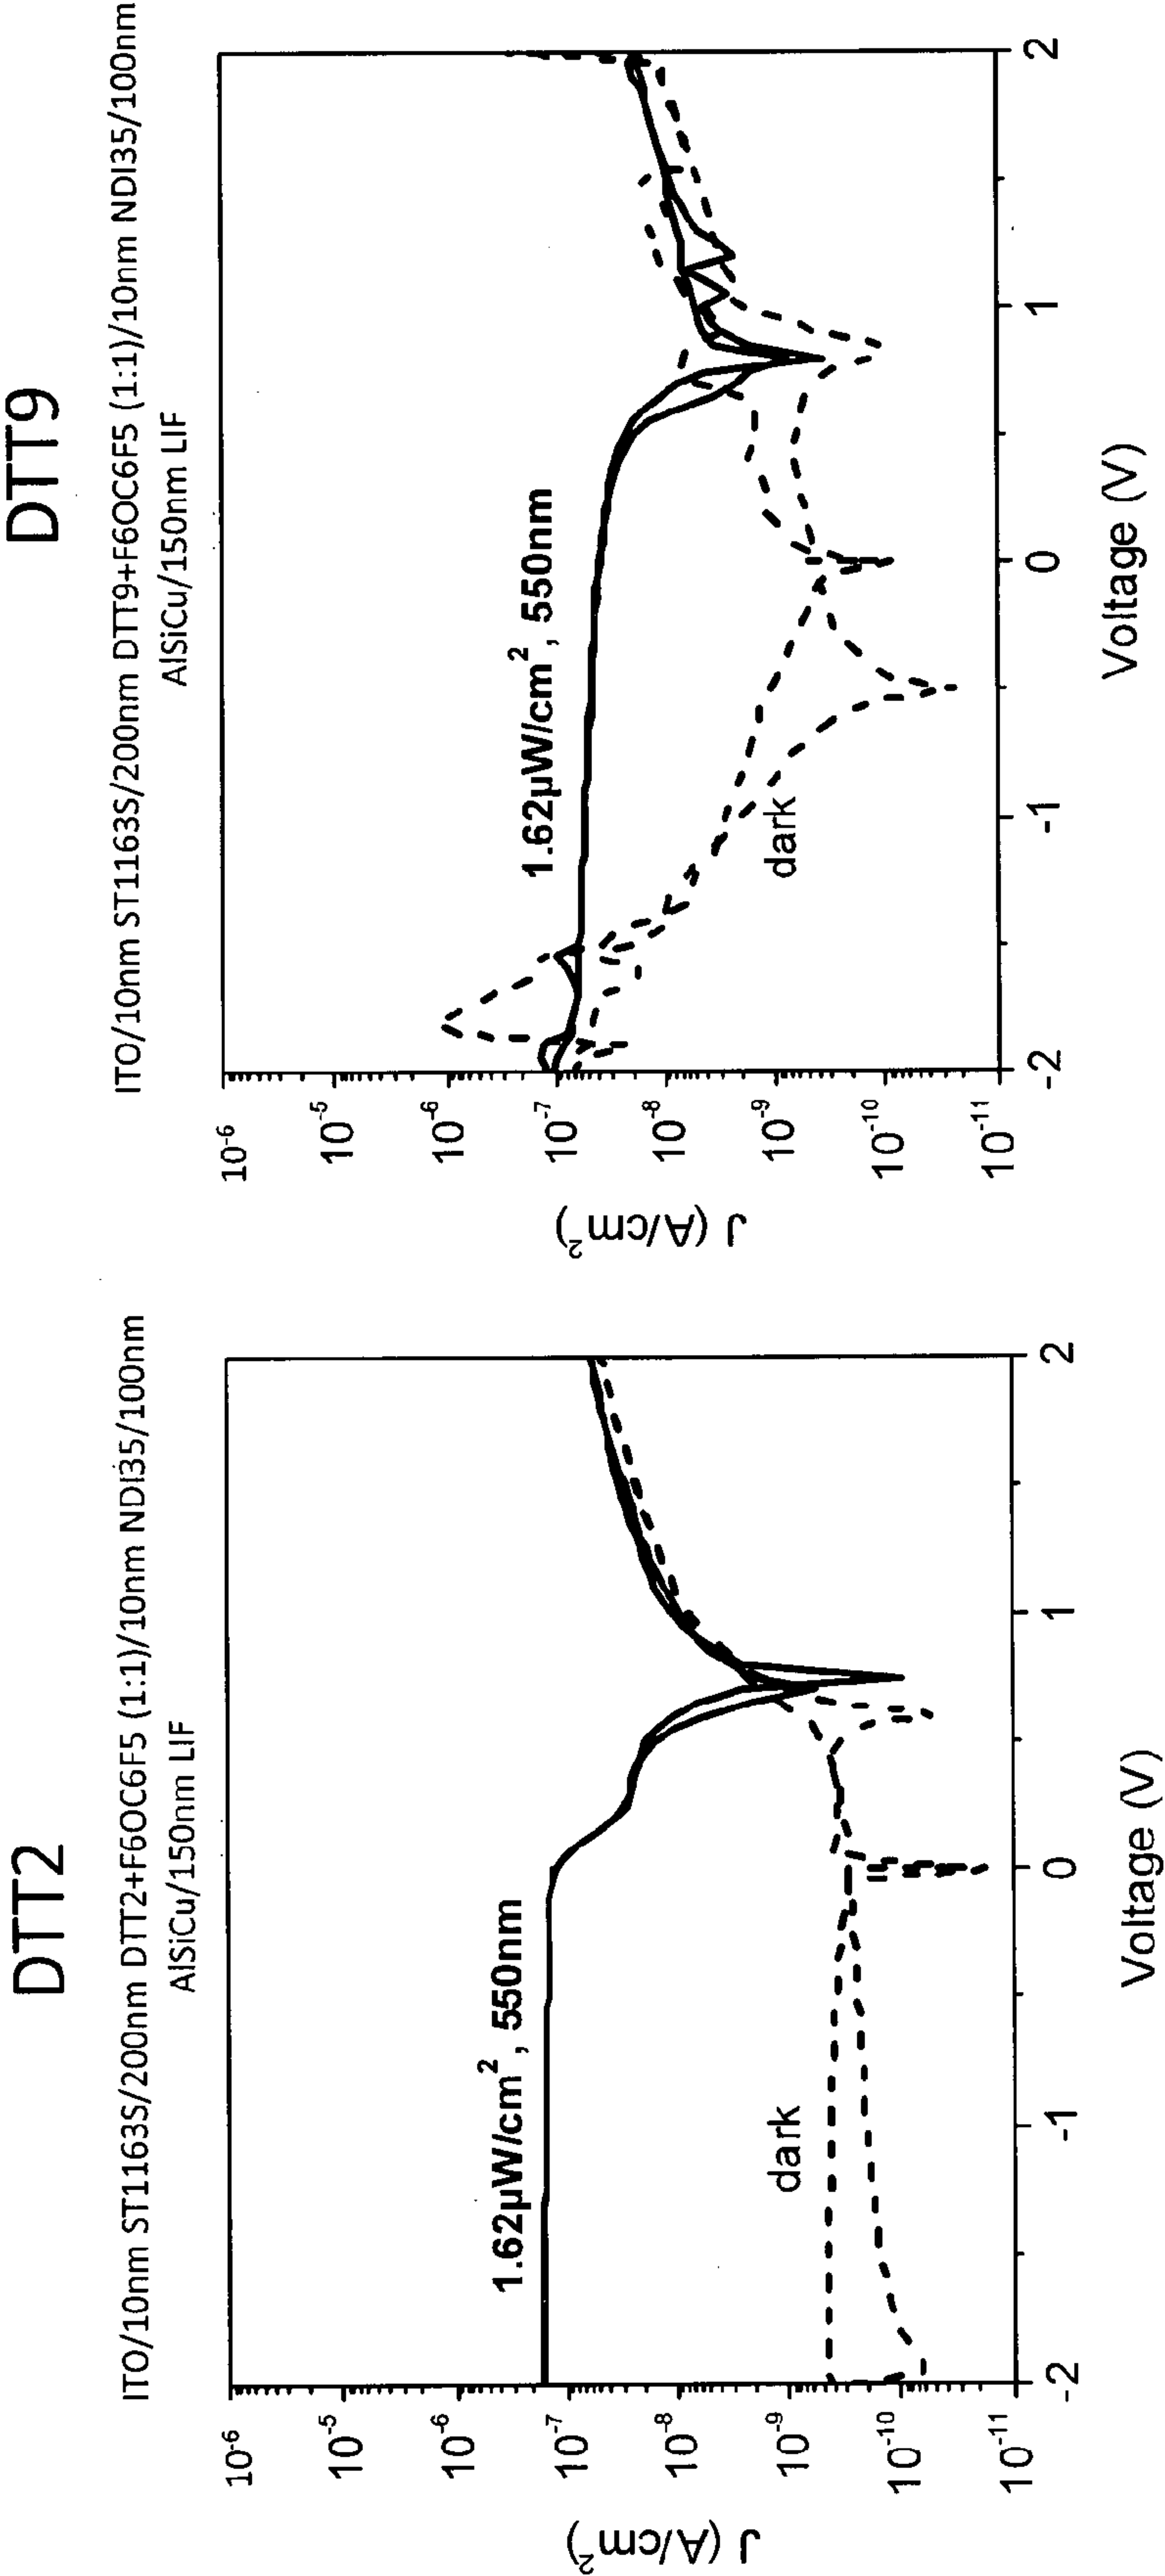 DTT2
ITO/10nm ST1163S/200nm DTT2+F6OC6F5 (1:1)/10nm NDI35/100nm
AlSiCu/150nm LIF
J (A/cm²)
10⁻⁶
10⁻⁵
10⁻⁶
10⁻⁷
10⁻⁸
10⁻⁹
10⁻¹⁰
10⁻¹¹
1.62µW/cm², 550nm
dark
-2
-1
0
1
2
Voltage (V)
DTT9
ITO/10nm ST1163S/200nm DTT9+F6OC6F5 (1:1)/10nm NDI35/100nm
AlSiCu/150nm LIF
J (A/cm²)
10⁻⁶
10⁻⁵
10⁻⁶
10⁻⁷
10⁻⁸
10⁻⁹
10⁻¹⁰
10⁻¹¹
1.62µW/cm², 550nm
dark
-2
-1
0
1
2
Voltage (V)